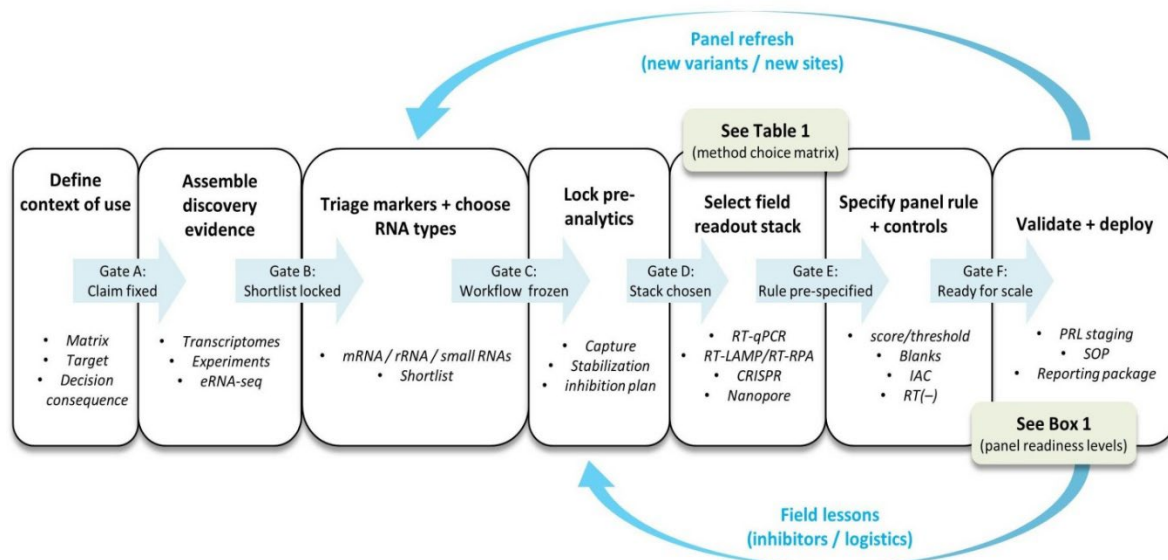 Panel refresh
(new variants / new sites)
See Table 1
(method choice matrix)
Define
context of use
Gate A:
Claim fixed
• Matrix
• Target
• Decision
consequence
Assemble
discovery
evidence
Gate B:
Shortlist locked
• Transcriptomes
• Experiments
• eRNA-seq
Triage markers + choose
RNA types
Gate C:
Workflow frozen
• mRNA / rRNA / small RNAs
• Shortlist
Lock pre-
analytics
Gate D:
Stack chosen
• Capture
• Stabilization
• inhibition plan
Select field
readout stack
Gate E:
Rule pre-specified
• RT-qPCR
• RT-LAMP/RT-RPA
• CRISPR
• Nanopore
Specify panel rule
+ controls
Gate F:
Ready for scale
• score/threshold
• Blanks
• IAC
• RT(–)
Validate + deploy
• PRL staging
• SOP
• Reporting package
See Box 1
(panel readiness levels)
Field lessons
(inhibitors / logistics)